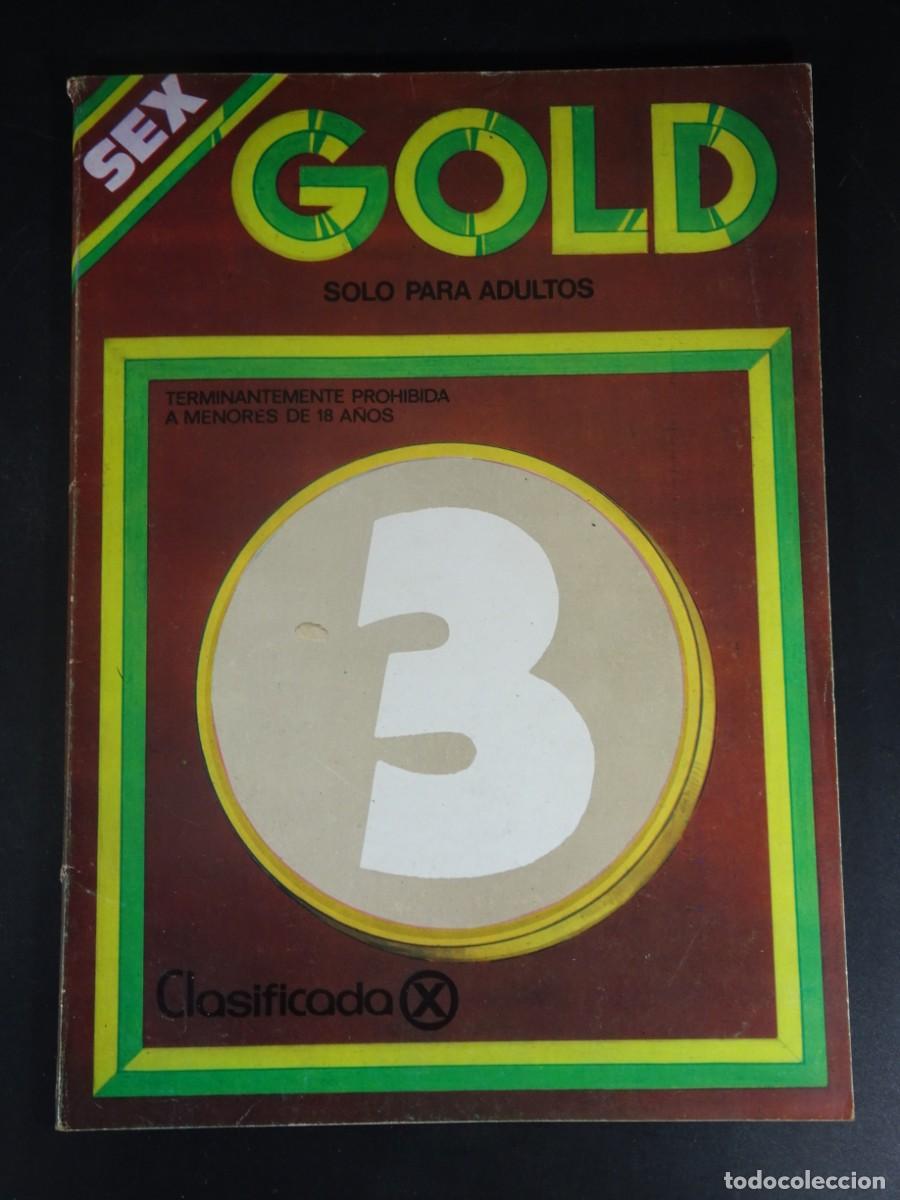 SEX
GOLD
SOLO PARA ADULTOS
TERMINANTEMENTE PROHIBIDA
A MENORES DE 18 AÑOS
3
Clasificada X
todocoleccion